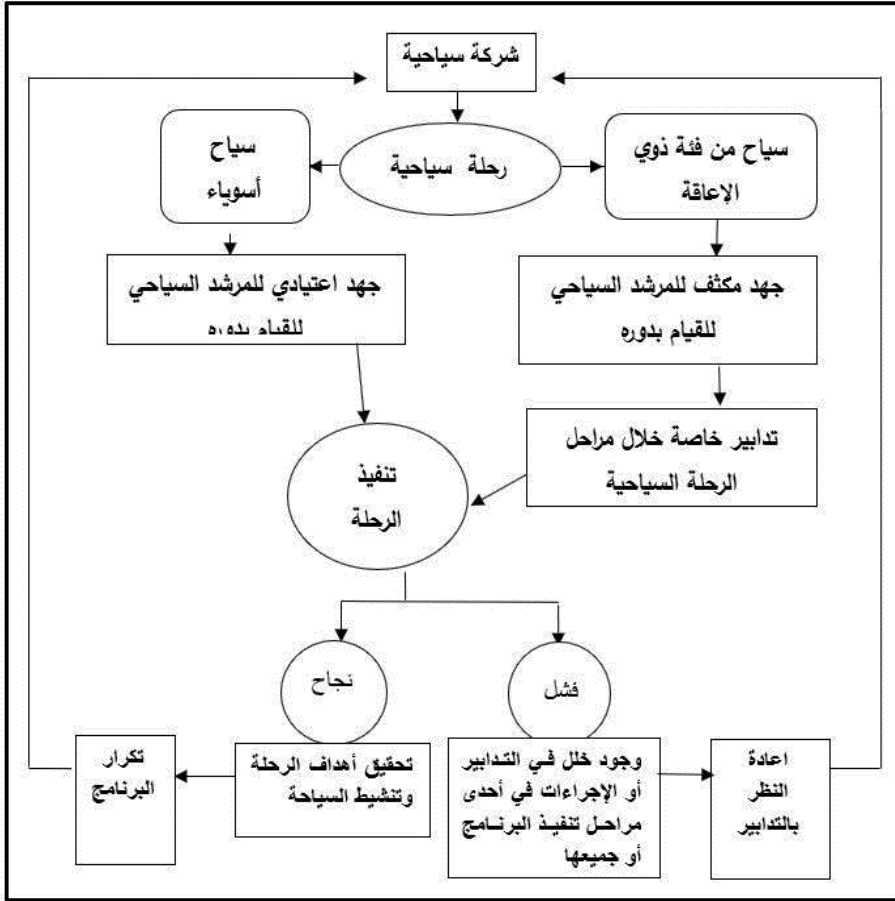 شركة سياحية
رحلة سياحية
سياح من فئة ذوي
الإعاقة
سياح
أسوياء
جهد مكثف للمرشد السياحي
للقيام بدوره
جهد اعتيادي للمرشد السياحي
للقيام بدوره
تدابير خاصة خلال مراحل
الرحلة السياحية
تنفيذ
الرحلة
فشل
نجاح
اعادة
النظر
بالتدابير
وجود خلل في التدابير
أو الإجراءات في أحدى
مراحل تنفيذ البرنامج
أو جميعها
تحقيق أهداف الرحلة
وتنشيط السياحة
تكرار
البرنامج